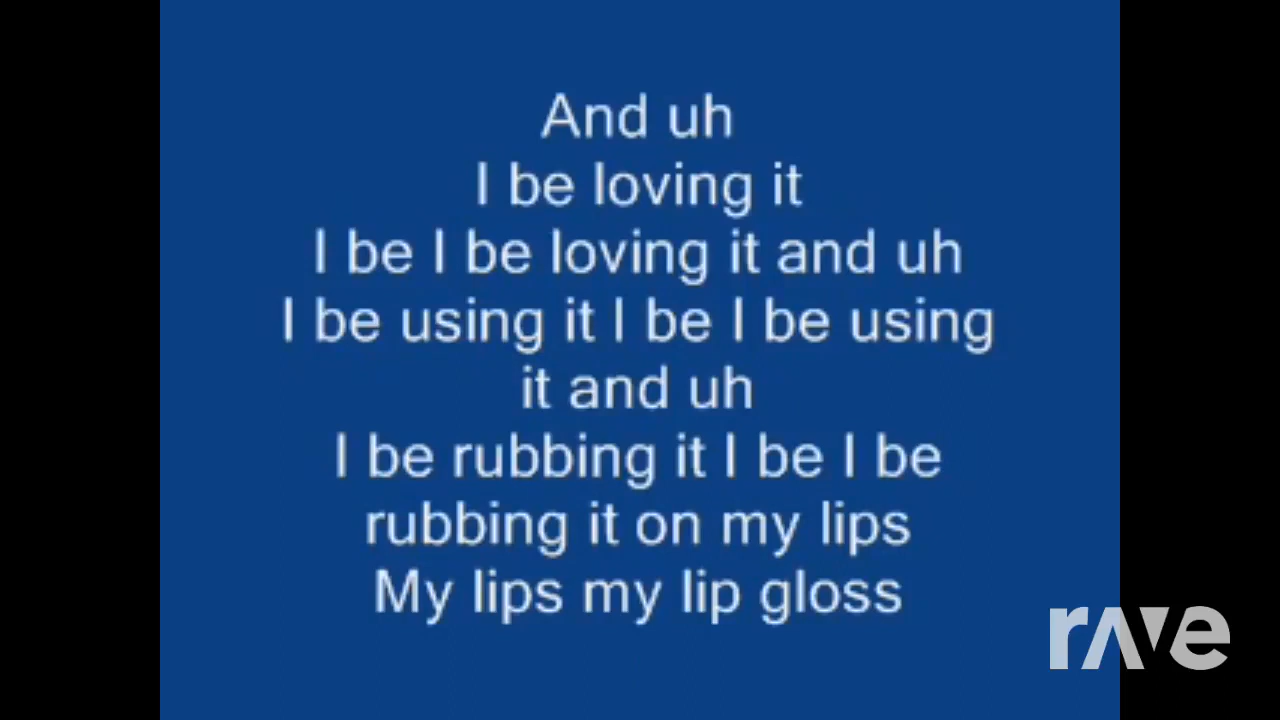 And uh
I be loving it
I be I be loving it and uh
I be using it I be I be using
it and uh
I be rubbing it I be I be
rubbing it on my lips
My lips my lip gloss
rave